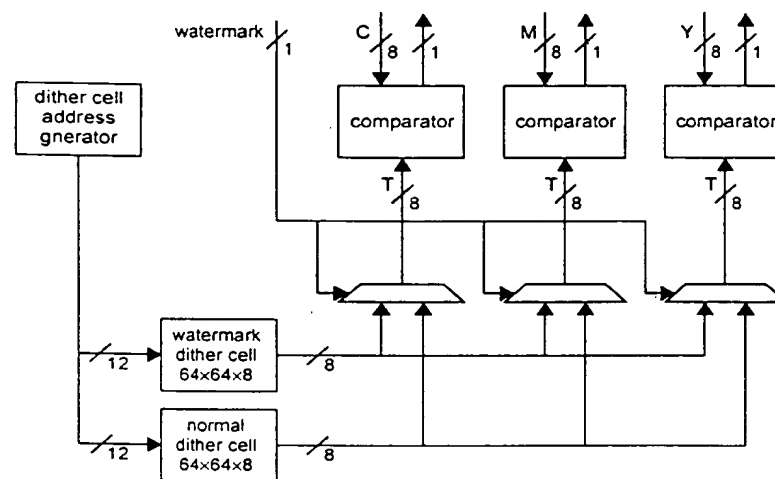 watermark
1
C
8
1
M
8
1
Y
8
1
dither cell
address
gnerator
comparator
comparator
comparator
T
8
T
8
T
8
12
watermark
dither cell
64×64×8
8
12
normal
dither cell
64×64×8
8